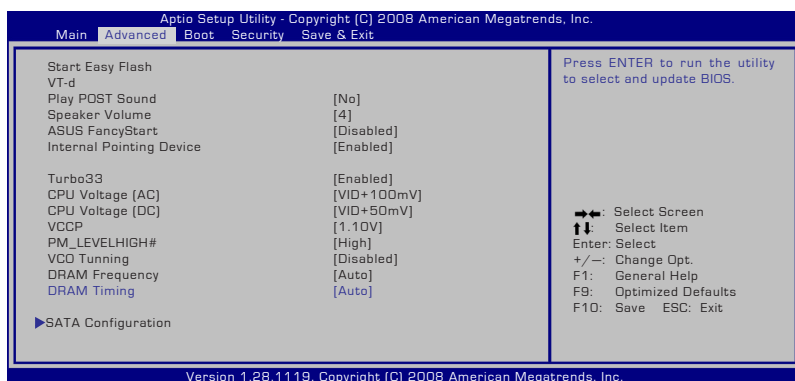 Aptio Setup Utility - Copyright (C) 2008 American Megatrends, Inc.
Main Advanced Boot Security Save & Exit
Start Easy Flash
VT-d
Play POST Sound [No]
Speaker Volume [4]
ASUS FancyStart [Disabled]
Internal Pointing Device [Enabled]
Turbo33 [Enabled]
CPU Voltage (AC) [VID+100mV]
CPU Voltage (DC) [VID+50mV]
VCCP [1.10V]
PM_LEVELHIGH# [High]
VCO Tunning [Disabled]
DRAM Frequency [Auto]
DRAM Timing [Auto]
SATA Configuration
Press ENTER to run the utility
to select and update BIOS.
→←: Select Screen
↑↓: Select Item
Enter: Select
+/—: Change Opt.
F1: General Help
F9: Optimized Defaults
F10: Save ESC: Exit
Version 1.28.1119. Copyright (C) 2008 American Megatrends, Inc.